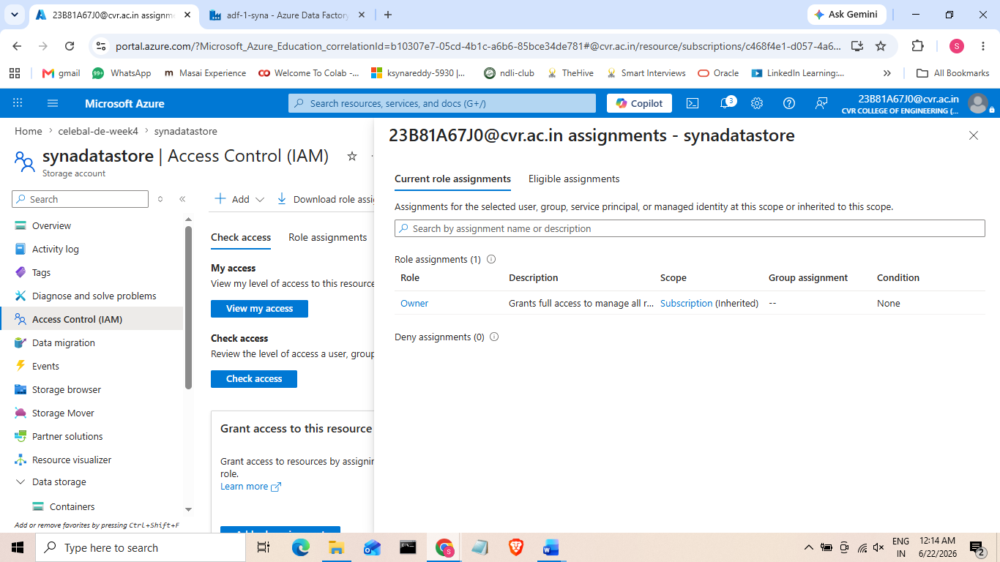 23B81A67J0@cvr.ac.in assignme
adf-1-syna - Azure Data Factory
Ask Gemini
portal.azure.com/?Microsoft_Azure_Education_correlationId=b10307e7-05cd-4b1c-a6b6-85bce34de781#@cvr.ac.in/resource/subscriptions/c468f4e1-d057-4a6...
S
gmail
99+
WhatsApp
m
Masai Experience
Welcome To Colab -...
ksynareddy-5930 |...
ndli-club
TheHive
Smart Interviews
Oracle
LinkedIn Learning:...
All Bookmarks
Microsoft Azure
Search resources, services, and docs (G+/)
Copilot
3
23B81A67J0@cvr.ac.in
CVR COLLEGE OF ENGINEERING (...
Home > celebal-de-week4 > synadatastore
synadatastore | Access Control (IAM)
Storage account
Search
Add
Download role assi
Overview
Activity log
Tags
Diagnose and solve problems
Access Control (IAM)
Data migration
Events
Storage browser
Storage Mover
Partner solutions
Resource visualizer
Data storage
Containers
Add or remove favorites by pressing Ctrl+Shift+F
Check access
Role assignments
My access
View my level of access to this resource
View my access
Check access
Review the level of access a user, group
Check access
Grant access to this resource
Grant access to resources by assignin
role.
Learn more
23B81A67J0@cvr.ac.in assignments - synadatastore
Current role assignments
Eligible assignments
Assignments for the selected user, group, service principal, or managed identity at this scope or inherited to this scope.
Search by assignment name or description
Role assignments (1)
Role Description Scope Group assignment Condition
Owner Grants full access to manage all r... Subscription (Inherited) -- None
Deny assignments (0)
Type here to search
S
ENG
IN
12:14 AM
6/22/2026
2